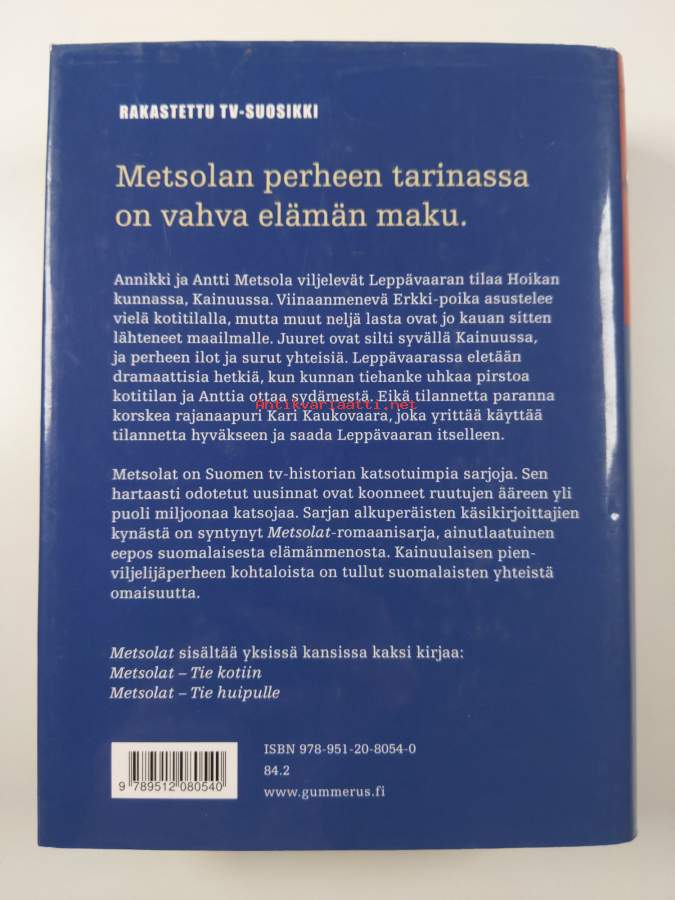 RAKASTETTU TV-SUOSIKKI
Metsolan perheen tarinassa
on vahva elämän maku.
Annikki ja Antti Metsola viljelevät Leppävaaran tilaa Hoikan
kunnassa, Kainuussa. Viinaanmenevä Erkki-poika asustelee
vielä kotitilalla, mutta muut neljä lasta ovat jo kauan sitten
lähteneet maailmalle. Juuret ovat silti syvällä Kainuussa,
ja perheen ilot ja surut yhteisiä. Leppävaarassa eletään
dramaattisia hetkiä, kun kunnan tiehanke uhkaa pirstoa
kotitilan ja Anttia ottaa sydämestä. Eikä tilannetta paranna
Antikvariaatti.net
korskea rajanaapuri Kari Kaukovaara, joka yrittää käyttää
tilannetta hyväkseen ja saada Leppävaaran itselleen.
Metsolat on Suomen tv-historian katsotuimpia sarjoja. Sen
hartaasti odotetut uusinnat ovat koonneet ruutujen ääreen yli
puoli miljoonaa katsojaa. Sarjan alkuperäisten käsikirjoittajien
kynästä on syntynyt Metsolat-romaanisarja, ainutlaatuinen
eepos suomalaisesta elämänmenosta. Kainuulaisen pien-
viljelijäperheen kohtaloista on tullut suomalaisten yhteistä
omaisuutta.
Metsolat sisältää yksissä kansissa kaksi kirjaa:
Metsolat – Tie kotiin
Metsolat – Tie huipulle
ISBN 978-951-20-8054-0
84.2
www.gummerus.fi
9 789512 080540